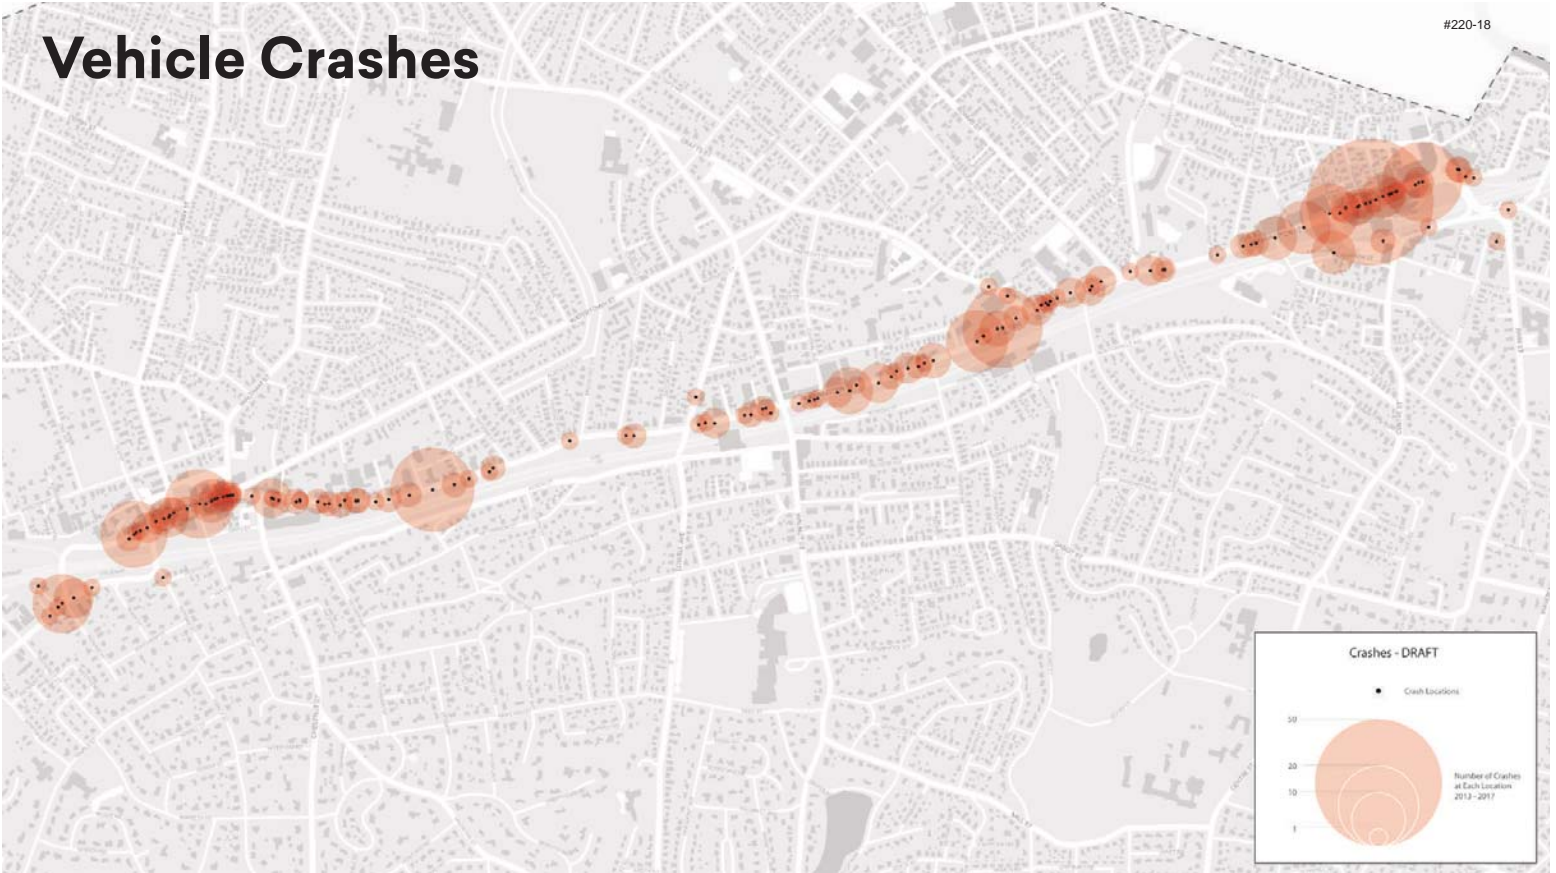 #220-18
Vehicle Crashes
Crashes - DRAFT
Crash Locations
50
20
10
1
Number of Crashes
at Each Location
2013 - 2017